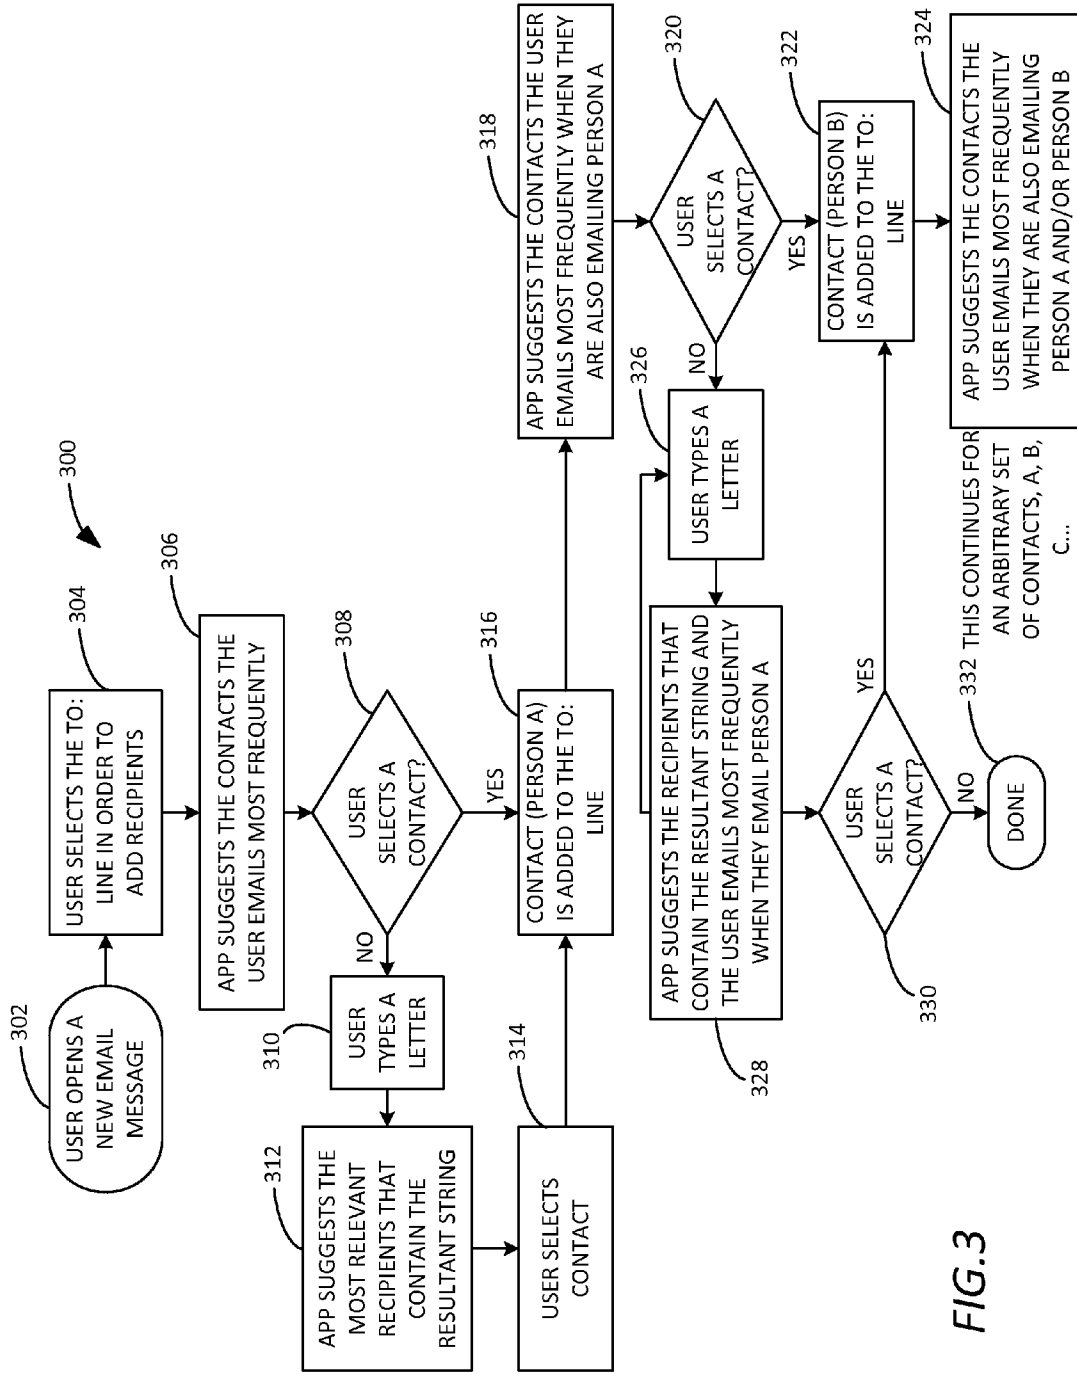 300
302
USER OPENS A
NEW EMAIL
MESSAGE
304
USER SELECTS THE TO:
LINE IN ORDER TO
ADD RECIPIENTS
306
APP SUGGESTS THE CONTACTS THE
USER EMAILS MOST FREQUENTLY
308
USER
SELECTS A
CONTACT?
NO
YES
310
USER
TYPES A
LETTER
312
APP SUGGESTS THE
MOST RELEVANT
RECIPIENTS THAT
CONTAIN THE
RESULTANT STRING
314
USER SELECTS
CONTACT
316
CONTACT (PERSON A)
IS ADDED TO THE TO:
LINE
318
APP SUGGESTS THE CONTACTS THE USER
EMAILS MOST FREQUENTLY WHEN THEY
ARE ALSO EMAILING PERSON A
320
USER
SELECTS A
CONTACT?
NO
YES
322
CONTACT (PERSON B)
IS ADDED TO THE TO:
LINE
324
APP SUGGESTS THE CONTACTS THE
USER EMAILS MOST FREQUENTLY
WHEN THEY ARE ALSO EMAILING
PERSON A AND/OR PERSON B
326
USER TYPES A
LETTER
328
APP SUGGESTS THE RECIPIENTS THAT
CONTAIN THE RESULTANT STRING AND
THE USER EMAILS MOST FREQUENTLY
WHEN THEY EMAIL PERSON A
330
USER
SELECTS A
CONTACT?
YES
NO
332
DONE
THIS CONTINUES FOR
AN ARBITRARY SET
OF CONTACTS, A, B,
C...
FIG.3